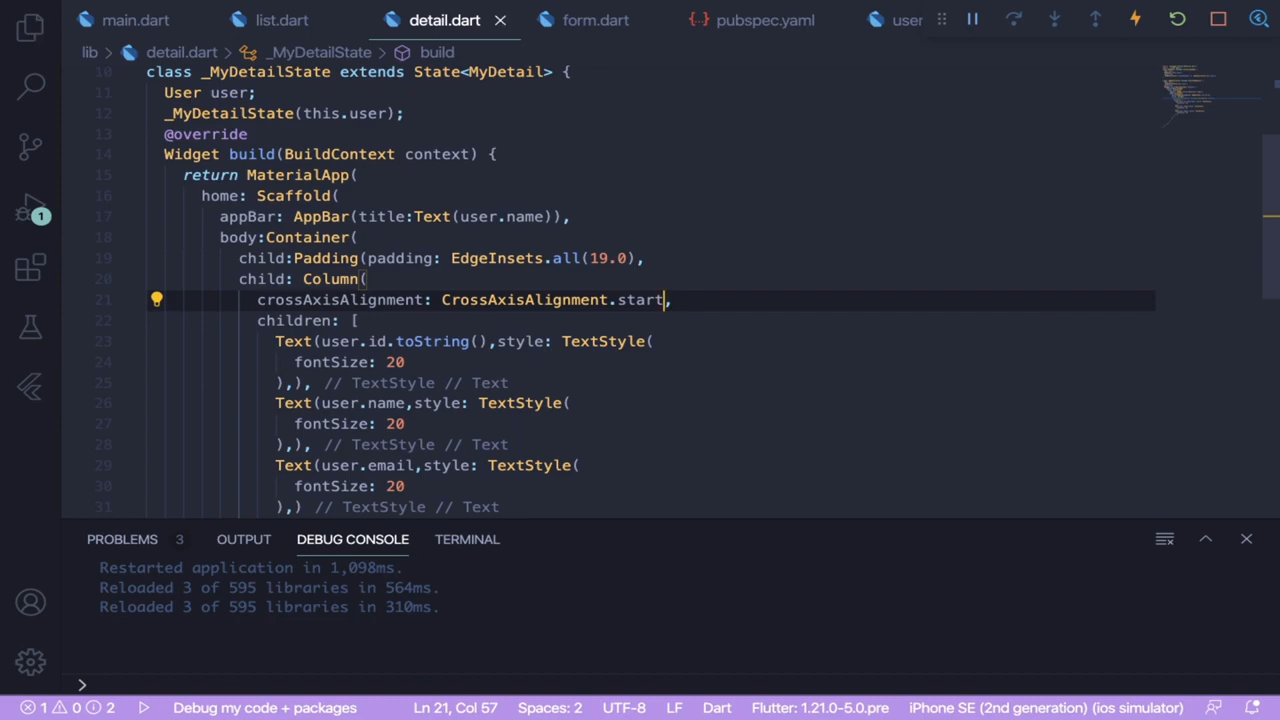 main.dart
list.dart
detail.dart
form.dart
pubspec.yaml
user
lib > detail.dart > _MyDetailState > build
10 class _MyDetailState extends State<MyDetail> {
11 User user;
12 _MyDetailState(this.user);
13 @override
14 Widget build(BuildContext context) {
15 return MaterialApp(
16 home: Scaffold(
17 appBar: AppBar(title:Text(user.name)),
18 body:Container(
19 child:Padding(padding: EdgeInsets.all(19.0),
20 child: Column(
21 crossAxisAlignment: CrossAxisAlignment.start,
22 children: [
23 Text(user.id.toString(),style: TextStyle(
24 fontSize: 20
25 ),), // TextStyle // Text
26 Text(user.name,style: TextStyle(
27 fontSize: 20
28 ),), // TextStyle // Text
29 Text(user.email,style: TextStyle(
30 fontSize: 20
31 ),) // TextStyle // Text
1
PROBLEMS 3 OUTPUT DEBUG CONSOLE TERMINAL
Restarted application in 1,098ms.
Reloaded 3 of 595 libraries in 564ms.
Reloaded 3 of 595 libraries in 310ms.
>
1 0 2 Debug my code + packages Ln 21, Col 57 Spaces: 2 UTF-8 LF Dart Flutter: 1.21.0-5.0.pre iPhone SE (2nd generation) (ios simulator)